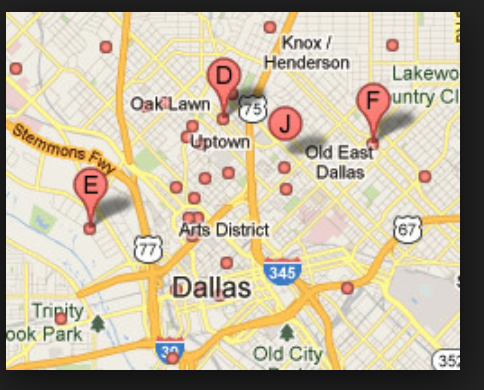 Knox /
Henderson
D
Lakewo
untry Cl
F
Oak Lawn
75
J
Uptown
Stemmons Fwy
Old East
Dallas
E
Arts District
67
77
345
Dallas
Trinity
ook Park
30
Old City
352